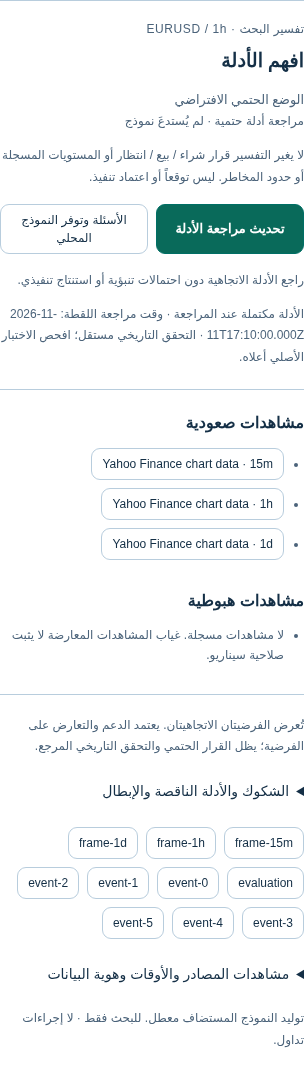 تفسير البحث · EURUSD / 1h
افهم الأدلة
الوضع الحتمي الافتراضي
مراجعة أدلة حتمية · لم يُستدعَ نموذج
لا يغير التفسير قرار شراء / بيع / انتظار أو المستويات المسجلة
أو حدود المخاطر. ليس توقعاً أو اعتماد تنفيذ.
تحديث مراجعة الأدلة
الأسئلة وتوفر النموذج
المحلي
راجع الأدلة الاتجاهية دون احتمالات تنبؤية أو استنتاج تنفيذي.
الأدلة مكتملة عند المراجعة · وقت مراجعة اللقطة: 2026-11-
11T17:10:00.000Z · التحقق التاريخي مستقل؛ افحص الاختبار
الأصلي أعلاه.
مشاهدات صعودية
Yahoo Finance chart data · 15m
Yahoo Finance chart data · 1h
Yahoo Finance chart data · 1d
مشاهدات هبوطية
لا مشاهدات مسجلة. غياب المشاهدات المعارضة لا يثبت
صلاحية سيناريو.
تُعرض الفرضيتان الاتجاهيتان. يعتمد الدعم والتعارض على
الفرضية؛ يظل القرار الحتمي والتحقق التاريخي المرجع.
الشكوك والأدلة الناقصة والإبطال
frame-15m frame-1h frame-1d
evaluation event-0 event-1 event-2
event-3 event-4 event-5
مشاهدات المصادر والأوقات وهوية البيانات
توليد النموذج المستضاف معطل. للبحث فقط · لا إجراءات
تداول.